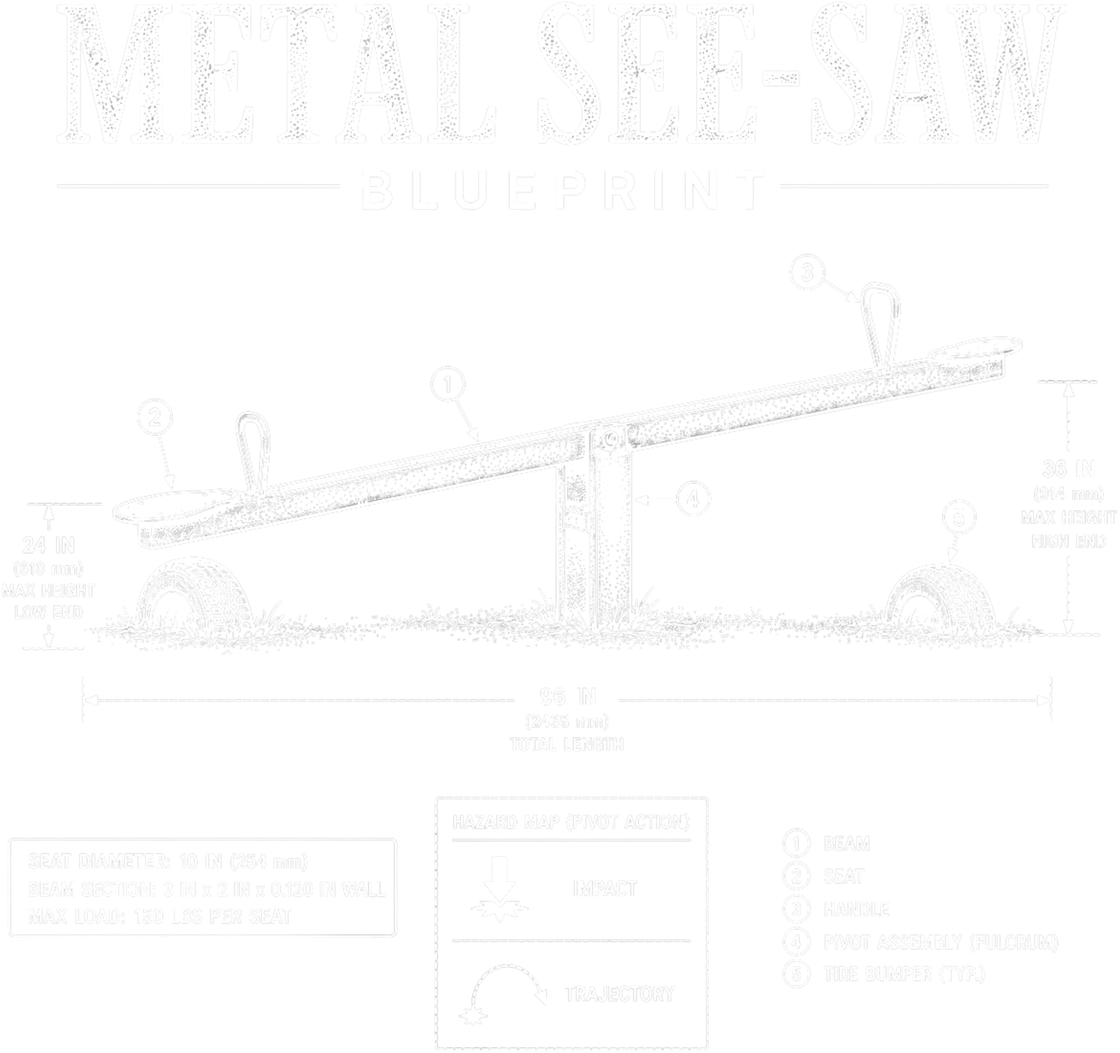 METAL SEE-SAW
BLUEPRINT
3
1
2
4
5
24 IN
(610 mm)
MAX HEIGHT
LOW END
36 IN
(914 mm)
MAX HEIGHT
HIGH END
96 IN
(2438 mm)
TOTAL LENGTH
HAZARD MAP (PIVOT ACTION)
IMPACT
TRAJECTORY
SEAT DIAMETER: 10 IN (254 mm)
BEAM SECTION: 3 IN x 2 IN x 0.120 IN WALL
MAX LOAD: 150 LBS PER SEAT
1 BEAM
2 SEAT
3 HANDLE
4 PIVOT ASSEMBLY (FULCRUM)
5 TIRE BUMPER (TYP.)